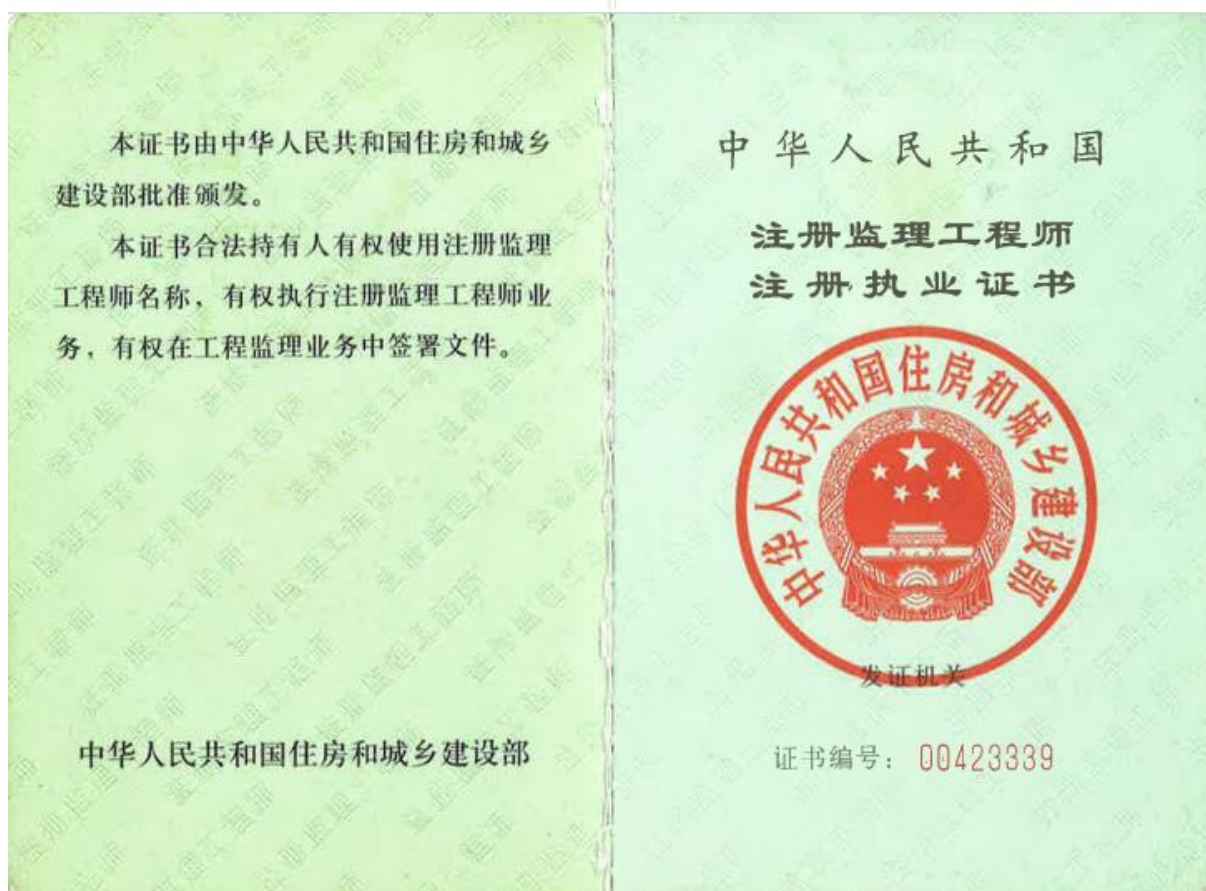 本证书由中华人民共和国住房和城乡
建设部批准颁发。
本证书合法持有人有权使用注册监理
工程师名称，有权执行注册监理工程师业
务，有权在工程监理业务中签署文件。
中华人民共和国住房和城乡建设部
中华人民共和国
注册监理工程师
注册执业证书
中华人民共和国住房和城乡建设部
发证机关
证书编号：00423339